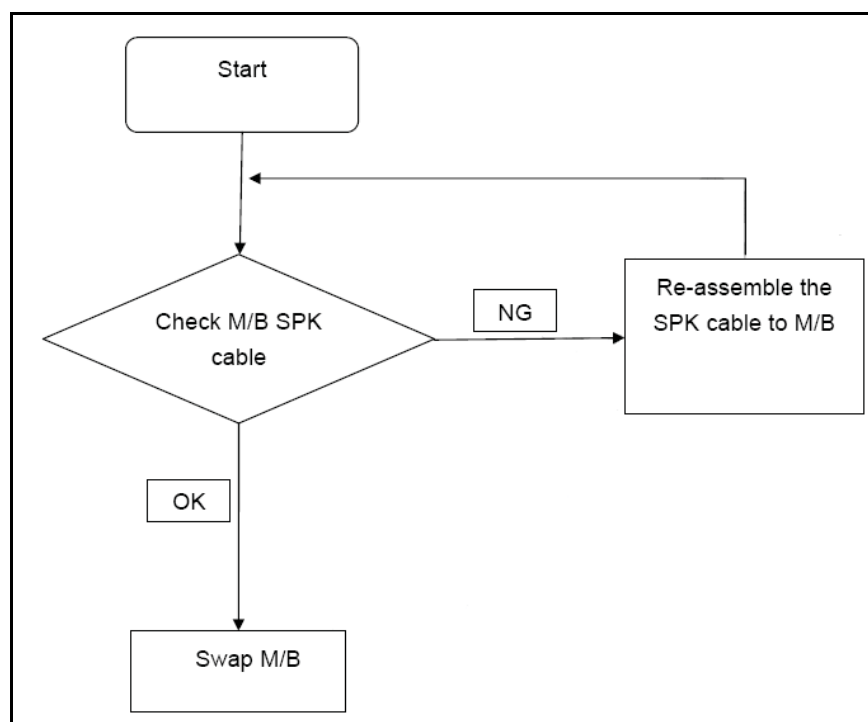 Start
Check M/B SPK
cable
NG
Re-assemble the
SPK cable to M/B
OK
Swap M/B